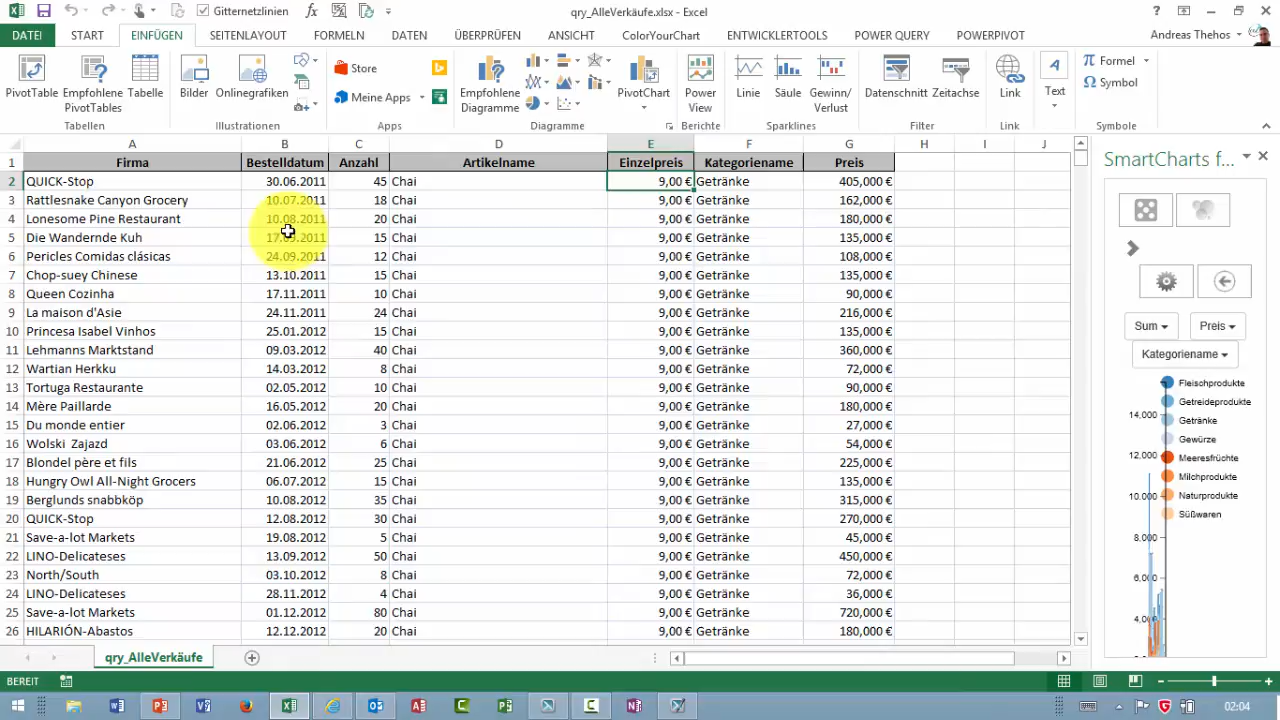 Gitternetzlinien
qry_AlleVerkäufe.xlsx - Excel
DATEI START EINFÜGEN SEITENLAYOUT FORMELN DATEN ÜBERPRÜFEN ANSICHT ColorYourChart ENTWICKLERTOOLS POWER QUERY POWERPIVOT Andreas Thehos
PivotTable Empfohlene PivotTables Tabelle Bilder Onlinegrafiken Store Meine Apps Empfohlene Diagramme PivotChart Power View Linie Säule Gewinn/Verlust Datenschnitt Zeitachse Link Text Formel Symbol
Tabellen Illustrationen Apps Diagramme Berichte Sparklines Filter Link Symbole
A B C D E F G H I J
1 Firma Bestelldatum Anzahl Artikelname Einzelpreis Kategoriename Preis
2 QUICK-Stop 30.06.2011 45 Chai 9,00 € Getränke 405,000 €
3 Rattlesnake Canyon Grocery 10.07.2011 18 Chai 9,00 € Getränke 162,000 €
4 Lonesome Pine Restaurant 10.08.2011 20 Chai 9,00 € Getränke 180,000 €
5 Die Wandernde Kuh 15 Chai 9,00 € Getränke 135,000 €
6 Pericles Comidas clásicas 24.09.2011 12 Chai 9,00 € Getränke 108,000 €
7 Chop-suey Chinese 13.10.2011 15 Chai 9,00 € Getränke 135,000 €
8 Queen Cozinha 17.11.2011 10 Chai 9,00 € Getränke 90,000 €
9 La maison d'Asie 24.11.2011 24 Chai 9,00 € Getränke 216,000 €
10 Princesa Isabel Vinhos 25.01.2012 15 Chai 9,00 € Getränke 135,000 €
11 Lehmanns Marktstand 09.03.2012 40 Chai 9,00 € Getränke 360,000 €
12 Wartian Herkku 14.03.2012 8 Chai 9,00 € Getränke 72,000 €
13 Tortuga Restaurante 02.05.2012 10 Chai 9,00 € Getränke 90,000 €
14 Mère Paillarde 16.05.2012 20 Chai 9,00 € Getränke 180,000 €
15 Du monde entier 02.06.2012 3 Chai 9,00 € Getränke 27,000 €
16 Wolski Zajazd 03.06.2012 6 Chai 9,00 € Getränke 54,000 €
17 Blondel père et fils 21.06.2012 25 Chai 9,00 € Getränke 225,000 €
18 Hungry Owl All-Night Grocers 06.07.2012 15 Chai 9,00 € Getränke 135,000 €
19 Berglunds snabbköp 10.08.2012 35 Chai 9,00 € Getränke 315,000 €
20 QUICK-Stop 12.08.2012 30 Chai 9,00 € Getränke 270,000 €
21 Save-a-lot Markets 19.08.2012 5 Chai 9,00 € Getränke 45,000 €
22 LINO-Delicateses 13.09.2012 50 Chai 9,00 € Getränke 450,000 €
23 North/South 03.10.2012 8 Chai 9,00 € Getränke 72,000 €
24 LINO-Delicateses 28.11.2012 4 Chai 9,00 € Getränke 36,000 €
25 Save-a-lot Markets 01.12.2012 80 Chai 9,00 € Getränke 720,000 €
26 HILARIÓN-Abastos 12.12.2012 20 Chai 9,00 € Getränke 180,000 €
SmartCharts f...
Sum Preis
Kategoriename
Fleischprodukte
Getreideprodukte
14,000
Getränke
Gewürze
12,000
Meeresfrüchte
Milchprodukte
10,000
Naturprodukte
Süßwaren
8,000
6,000
qry_AlleVerkäufe
BEREIT
02:04